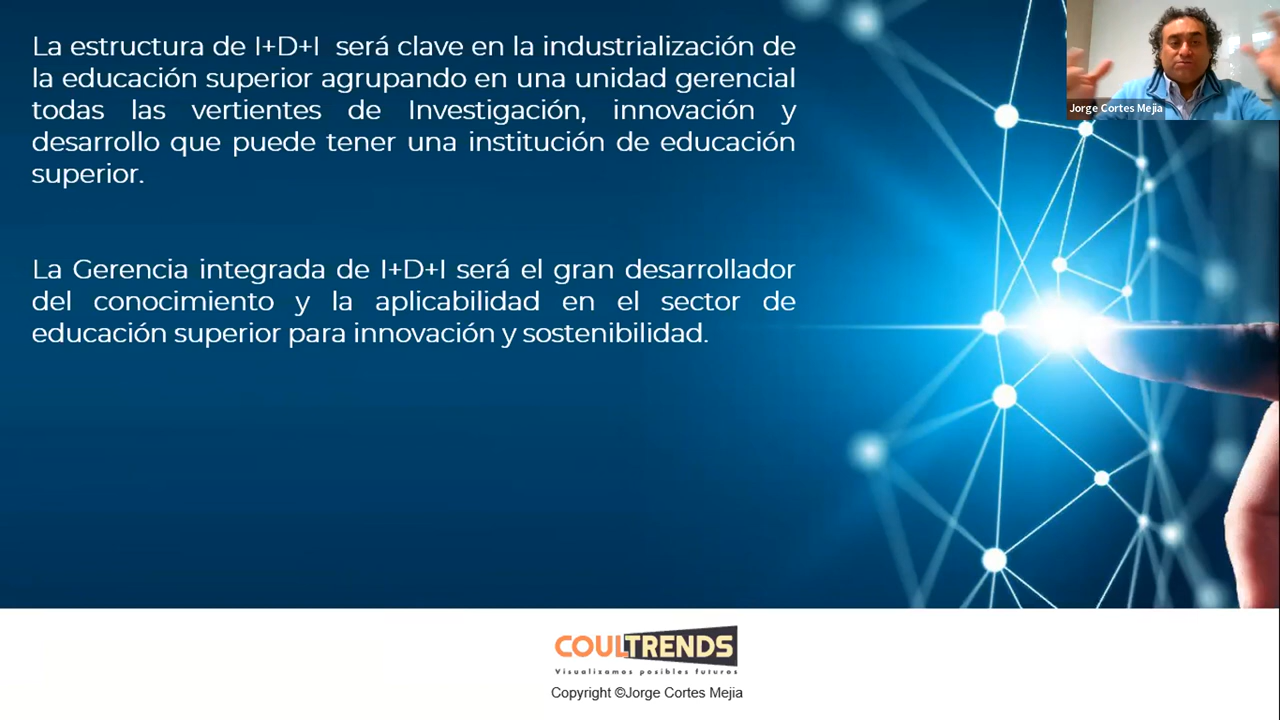 La estructura de I+D+I será clave en la industrialización de
la educación superior agrupando en una unidad gerencial
todas las vertientes de Investigación, innovación y
desarrollo que puede tener una institución de educación
superior.
La Gerencia integrada de I+D+I será el gran desarrollador
del conocimiento y la aplicabilidad en el sector de
educación superior para innovación y sostenibilidad.
Jorge Cortes Mejia
COULTRENDS
Visualizamos posibles futuros
Copyright ©Jorge Cortes Mejia